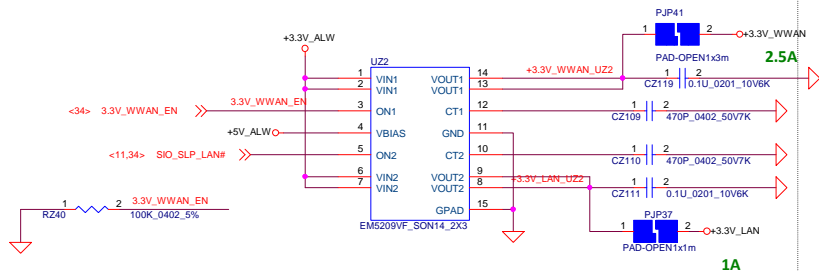 PJP41
+3.3V_ALW
1 2 +3.3V_WWAN
PAD-OPEN1x3m
2.5A
UZ2
1 VIN1 VOUT1 14 +3.3V_WWAN_UZ2
2 VIN1 VOUT1 13
CZ119 1 2 0.1U_0201_10V6K
<34> 3.3V_WWAN_EN 3.3V_WWAN_EN 3 ON1 CT1 12
CZ109 1 2 470P_0402_50V7K
+5V_ALW 4 VBIAS GND 11
<11,34> SIO_SLP_LAN# 5 ON2 CT2 10
CZ110 1 2 470P_0402_50V7K
6 VIN2 VOUT2 9
7 VIN2 VOUT2 8 +3.3V_LAN_UZ2
CZ111 1 2 0.1U_0201_10V6K
GPAD 15
EM5209VF_SON14_2X3
1 2 3.3V_WWAN_EN
RZ40 100K_0402_5%
PJP37
1 2 +3.3V_LAN
PAD-OPEN1x1m
1A